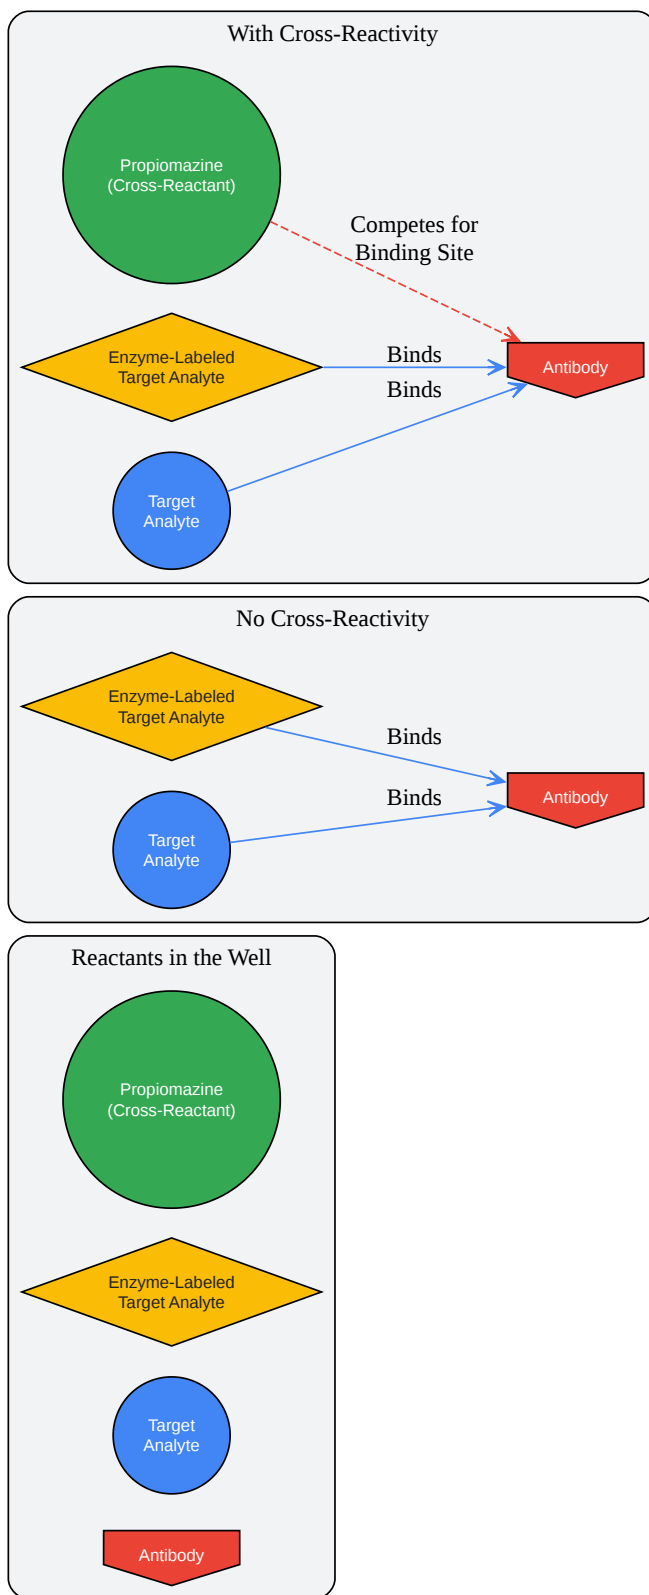 With Cross-Reactivity
Propiomazine
(Cross-Reactant)
Competes for
Binding Site
Enzyme-Labeled
Target Analyte
Binds
Binds
Antibody
Target
Analyte
No Cross-Reactivity
Enzyme-Labeled
Target Analyte
Binds
Binds
Antibody
Target
Analyte
Reactants in the Well
Propiomazine
(Cross-Reactant)
Enzyme-Labeled
Target Analyte
Target
Analyte
Antibody